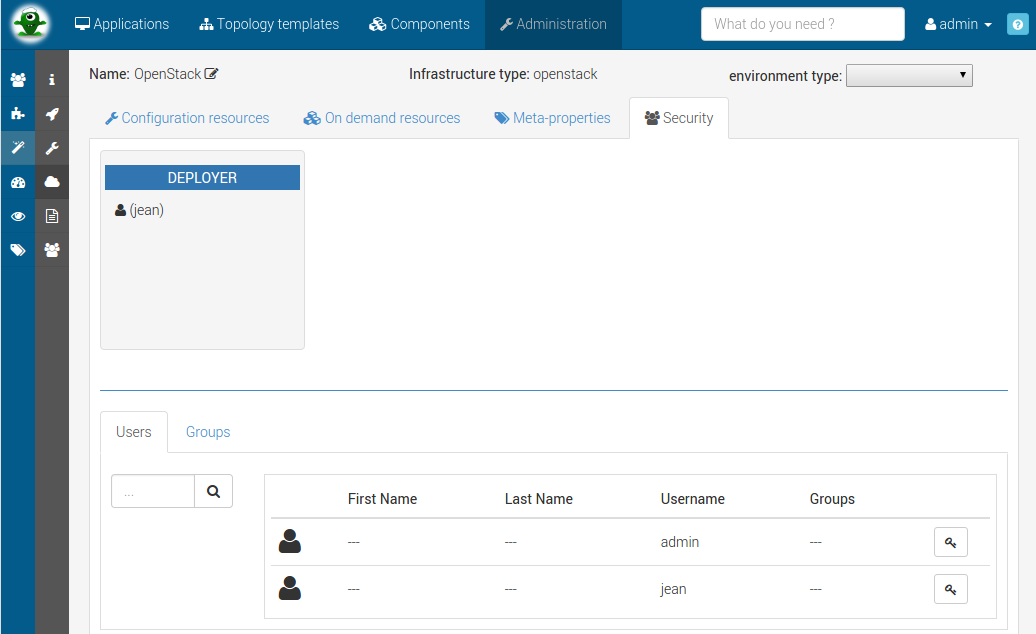 Applications Topology templates Components Administration What do you need ? admin
Name: OpenStack Infrastructure type: openstack environment type:
Configuration resources On demand resources Meta-properties Security
DEPLOYER
(jean)
Users Groups
...
First Name Last Name Username Groups
--- --- admin ---
--- --- jean ---